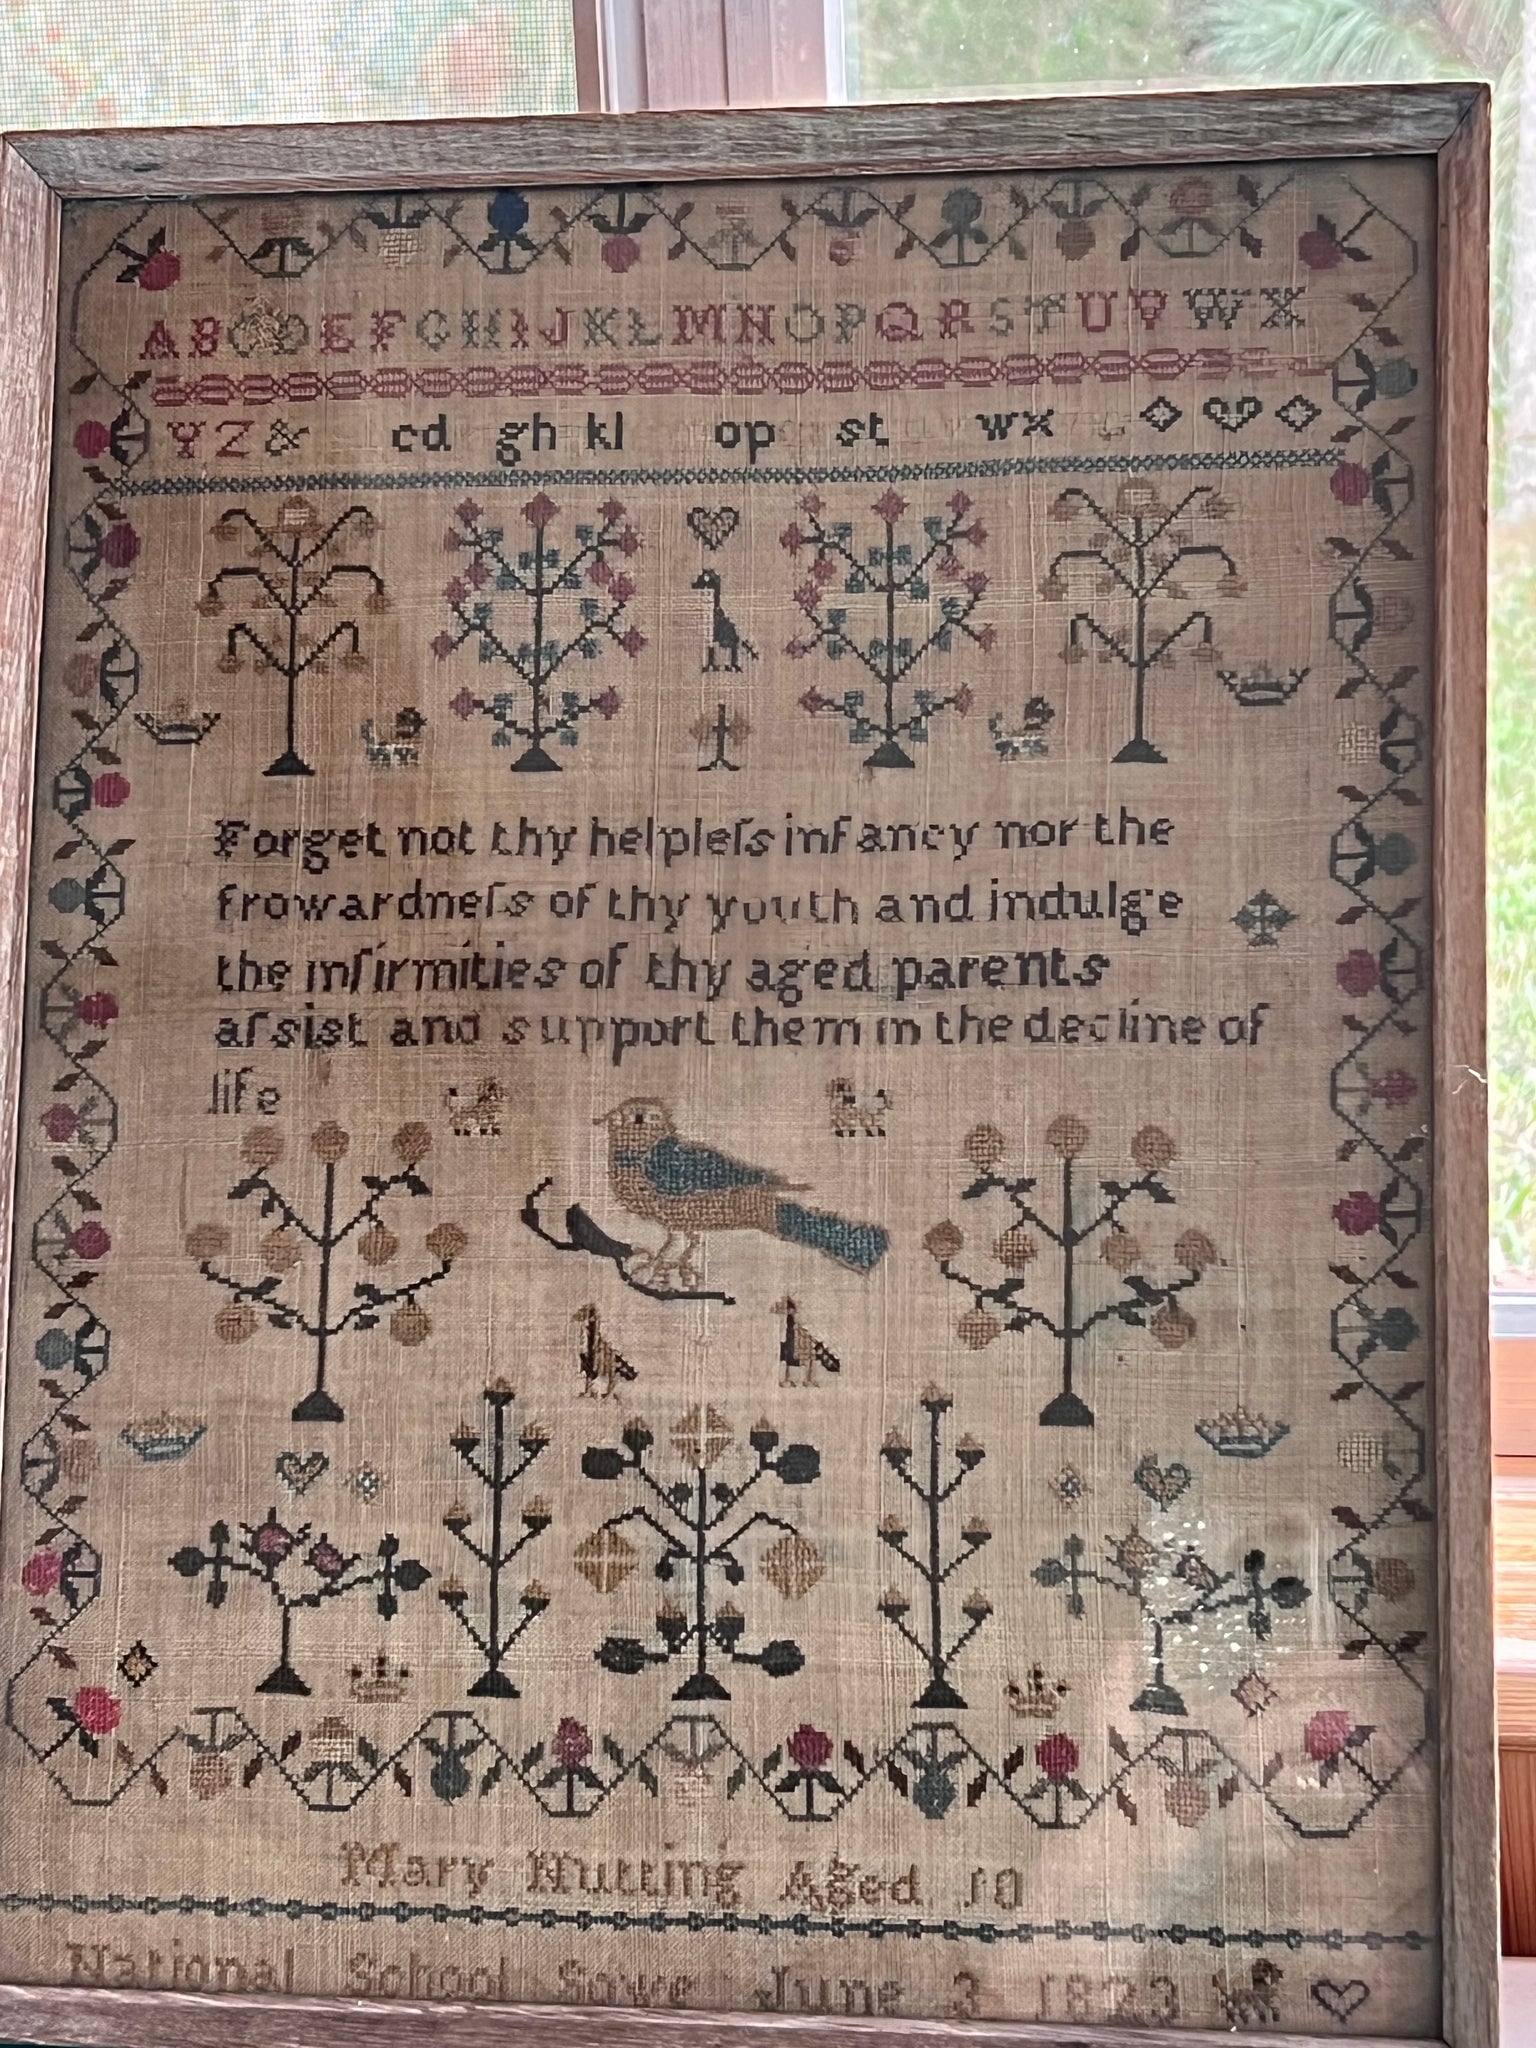 ABCDEFGHIJKLMNOPQRSTUVWX
YZ& cd gh kl op st wx
Forget not thy helpleſs infancy nor the
frowardneſs of thy youth and indulge
the infirmities of thy aged parents
aſsist and support them in the decline of
life
Mary Nutting Aged 10
National School Sowe June 3 1823